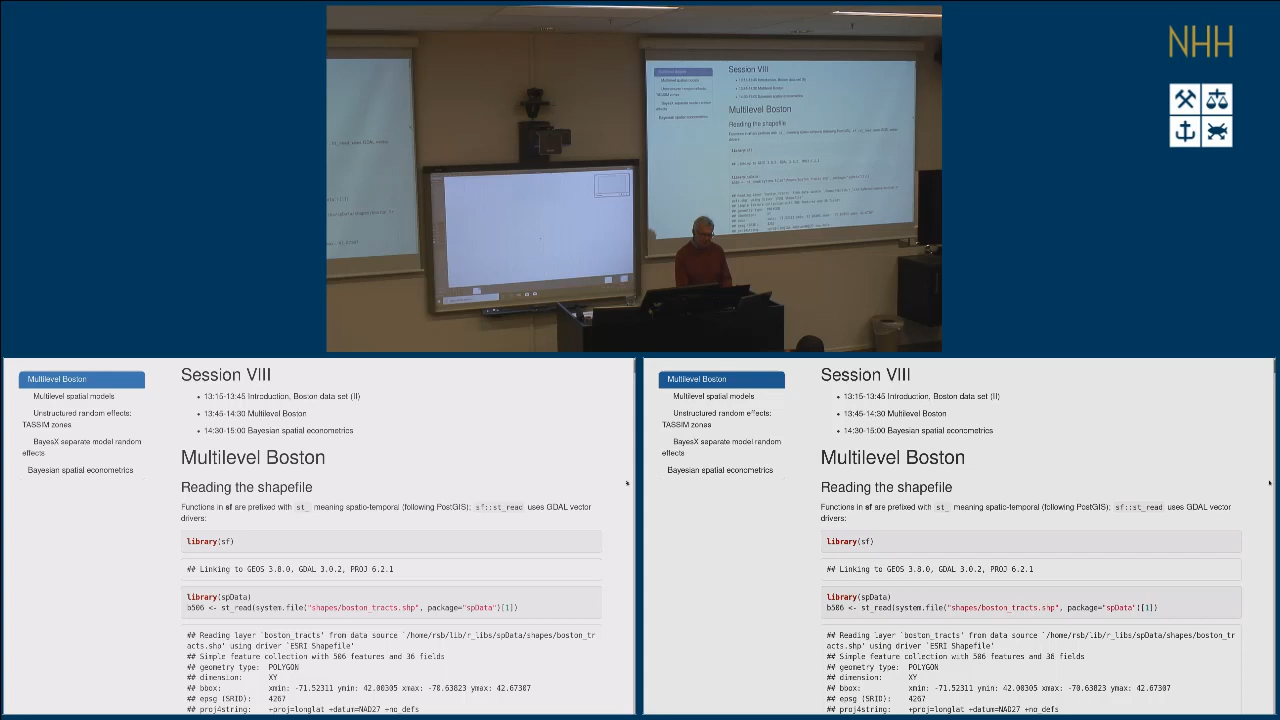 NHH
Session VIII
Multilevel Boston
Reading the shapefile
Multilevel Boston
Multilevel spatial models
Unstructured random effects:
TASSIM zones
BayesX separate model random
effects
Bayesian spatial econometrics
Session VIII
• 13:15-13:45 Introduction, Boston data set (II)
• 13:45-14:30 Multilevel Boston
• 14:30-15:00 Bayesian spatial econometrics
Multilevel Boston
Reading the shapefile
Functions in sf are prefixed with st_ meaning spatio-temporal (following PostGIS); sf::st_read uses GDAL vector
drivers:
library(sf)
## Linking to GEOS 3.8.0, GDAL 3.0.2, PROJ 6.2.1
library(spData)
b506 <- st_read(system.file("shapes/boston_tracts.shp", package="spData")[1])
## Reading layer `boston_tracts' from data source `/home/rsb/lib/r_libs/spData/shapes/boston_tr
acts.shp' using driver `ESRI Shapefile'
## Simple feature collection with 506 features and 36 fields
## geometry type:  POLYGON
## dimension:      XY
## bbox:           xmin: -71.52311 ymin: 42.00305 xmax: -70.63823 ymax: 42.67307
## epsg (SRID):    4267
## proj4string:    +proj=longlat +datum=NAD27 +no_defs
Multilevel Boston
Multilevel spatial models
Unstructured random effects:
TASSIM zones
BayesX separate model random
effects
Bayesian spatial econometrics
Session VIII
• 13:15-13:45 Introduction, Boston data set (II)
• 13:45-14:30 Multilevel Boston
• 14:30-15:00 Bayesian spatial econometrics
Multilevel Boston
Reading the shapefile
Functions in sf are prefixed with st_ meaning spatio-temporal (following PostGIS); sf::st_read uses GDAL vector
drivers:
library(sf)
## Linking to GEOS 3.8.0, GDAL 3.0.2, PROJ 6.2.1
library(spData)
b506 <- st_read(system.file("shapes/boston_tracts.shp", package="spData")[1])
## Reading layer `boston_tracts' from data source `/home/rsb/lib/r_libs/spData/shapes/boston_tr
acts.shp' using driver `ESRI Shapefile'
## Simple feature collection with 506 features and 36 fields
## geometry type:  POLYGON
## dimension:      XY
## bbox:           xmin: -71.52311 ymin: 42.00305 xmax: -70.63823 ymax: 42.67307
## epsg (SRID):    4267
## proj4string:    +proj=longlat +datum=NAD27 +no_defs